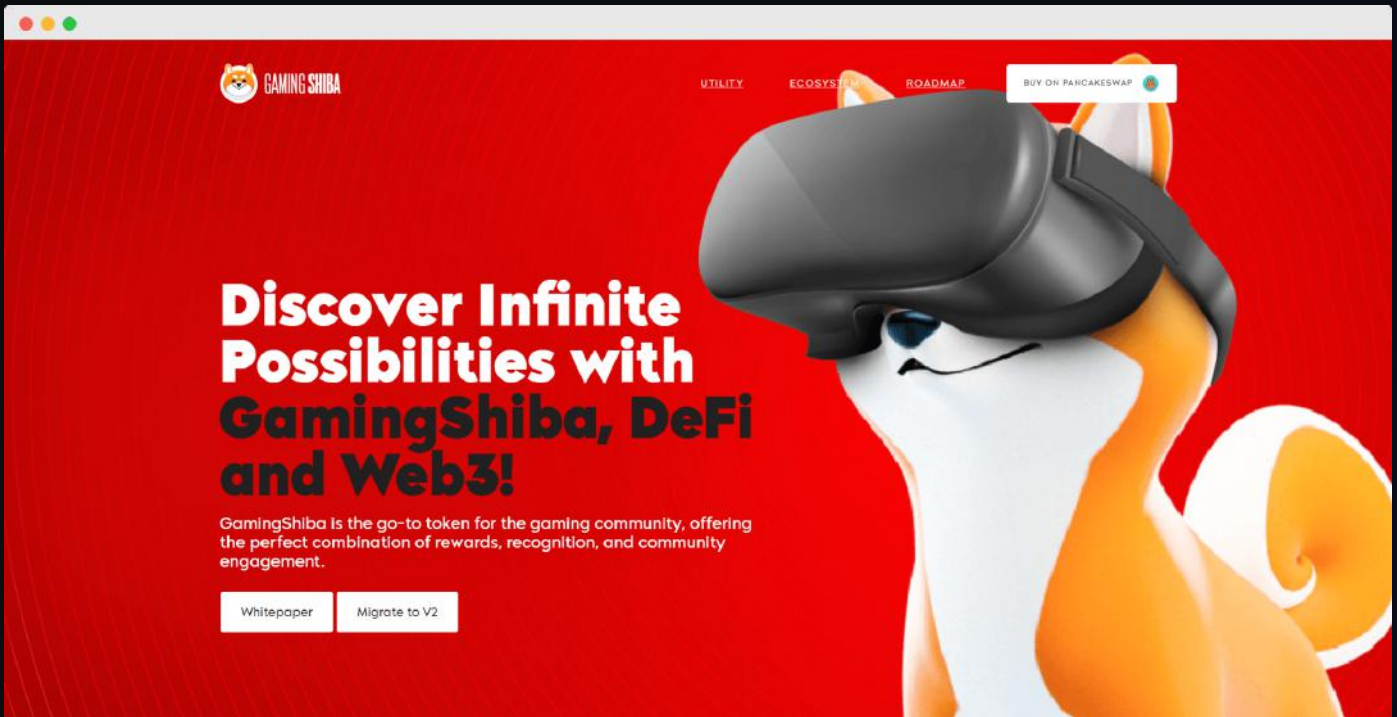 GAMING SHIBA
UTILITY
ECOSYSTEM
ROADMAP
BUY ON PANCAKESWAP
Discover Infinite
Possibilities with
GamingShiba, DeFi
and Web3!
GamingShiba is the go-to token for the gaming community, offering
the perfect combination of rewards, recognition, and community
engagement.
Whitepaper
Migrate to V2